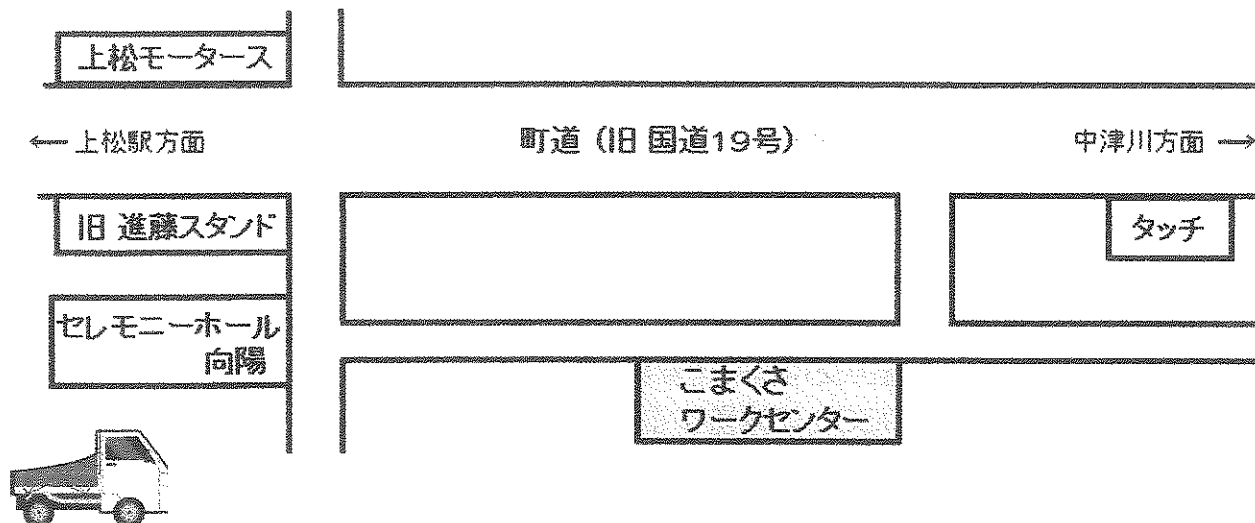 上松モータース
← 上松駅方面
町道（旧 国道19号）
中津川方面 →
旧 進藤スタンド
タッチ
セレモニーホール
向陽
こまくさ
ワークセンター